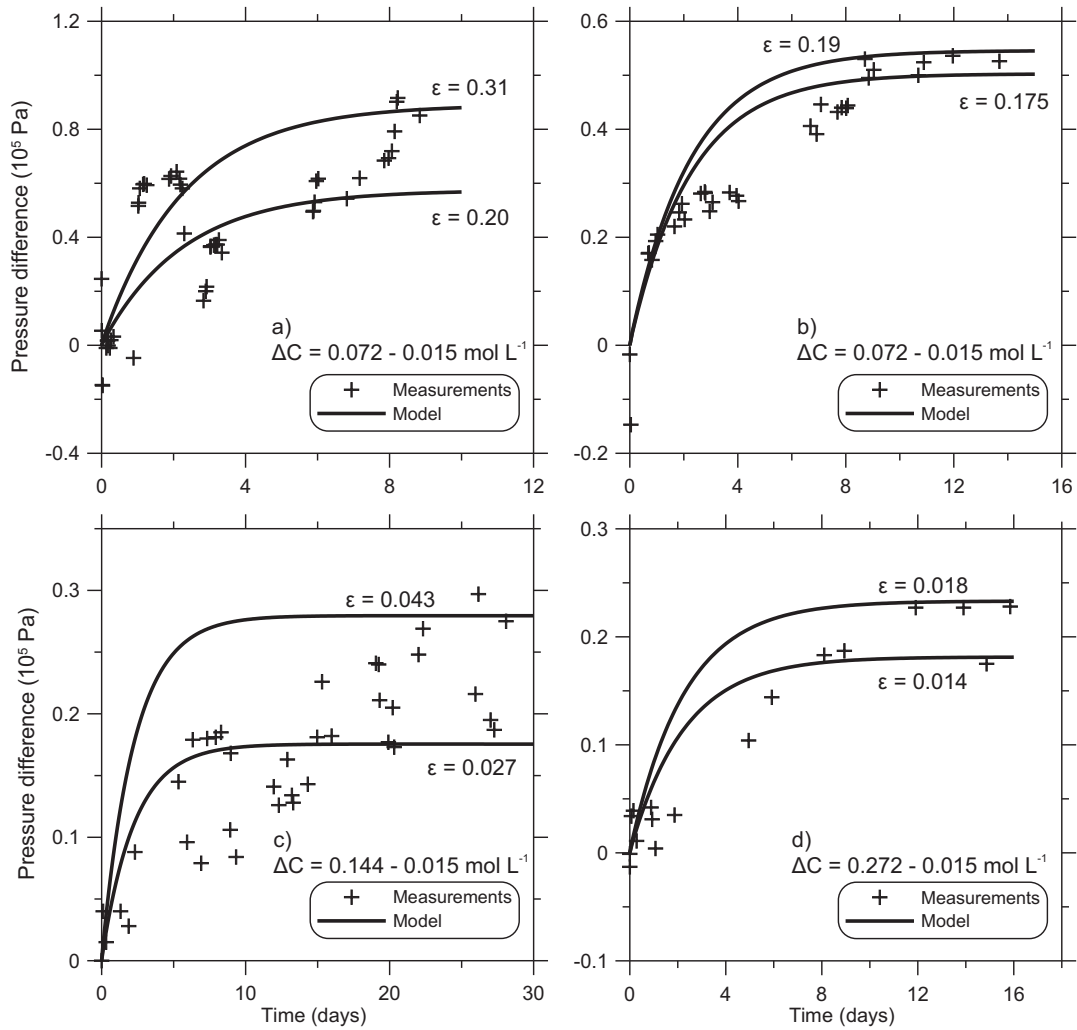 1.2
0.8
0.4
0
-0.4
0 4 8 12
Pressure difference (10⁵ Pa)
ε = 0.31
ε = 0.20
a)
ΔC = 0.072 - 0.015 mol L⁻¹
Measurements
Model
0.6
0.4
0.2
0
-0.2
0 4 8 12 16
ε = 0.19
ε = 0.175
b)
ΔC = 0.072 - 0.015 mol L⁻¹
Measurements
Model
0.3
0.2
0.1
0
0 10 20 30
Pressure difference (10⁵ Pa)
Time (days)
ε = 0.043
ε = 0.027
c)
ΔC = 0.144 - 0.015 mol L⁻¹
Measurements
Model
0.3
0.2
0.1
0
-0.1
0 4 8 12 16
Time (days)
ε = 0.018
ε = 0.014
d)
ΔC = 0.272 - 0.015 mol L⁻¹
Measurements
Model